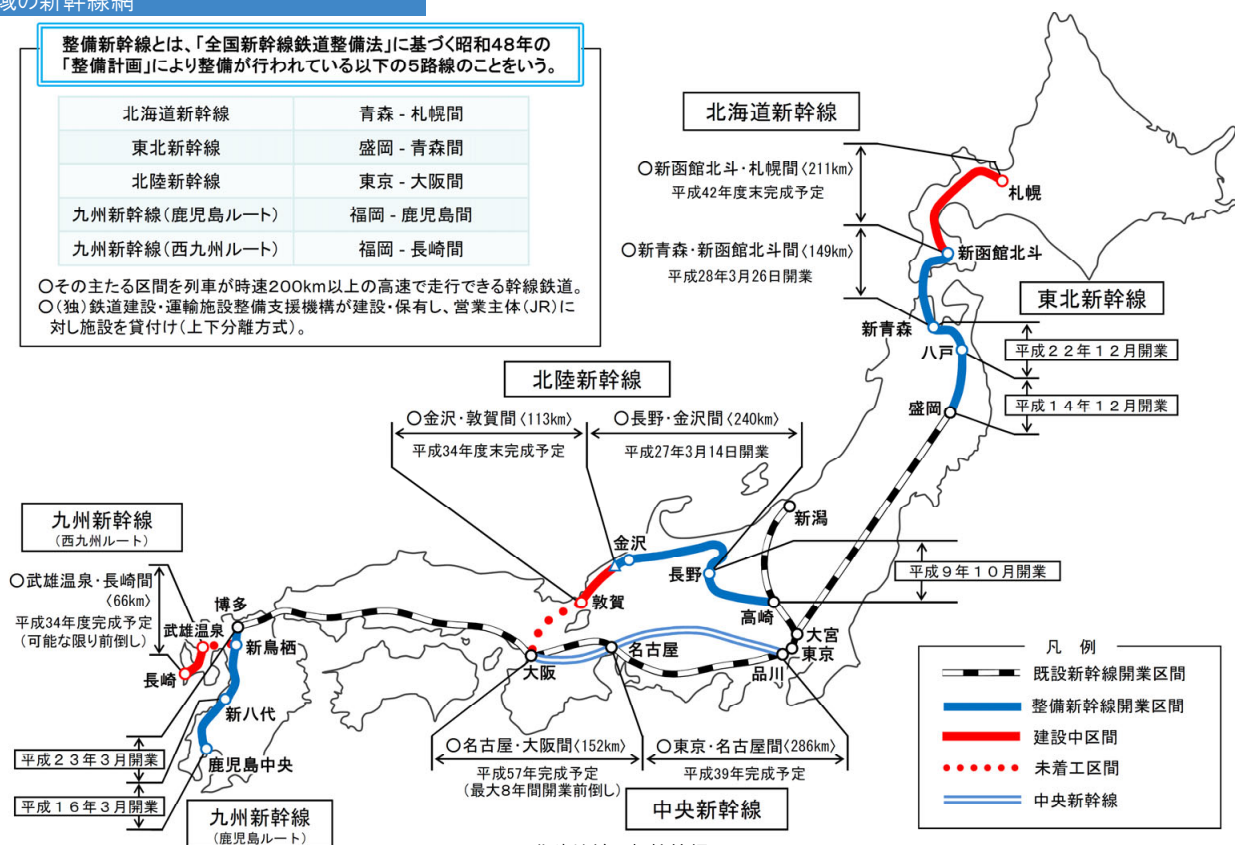 域の新幹線網
整備新幹線とは、「全国新幹線鉄道整備法」に基づく昭和48年の
「整備計画」により整備が行われている以下の5路線のことをいう。
北海道新幹線 青森 - 札幌間
東北新幹線 盛岡 - 青森間
北陸新幹線 東京 - 大阪間
九州新幹線(鹿児島ルート) 福岡 - 鹿児島間
九州新幹線(西九州ルート) 福岡 - 長崎間
○その主たる区間を列車が時速200km以上の高速で走行できる幹線鉄道。
○(独)鉄道建設・運輸施設整備支援機構が建設・保有し、営業主体(JR)に
対し施設を貸付け(上下分離方式)。
北海道新幹線
○新函館北斗・札幌間〈211km〉
平成42年度末完成予定
札幌
○新青森・新函館北斗間〈149km〉
平成28年3月26日開業
新函館北斗
東北新幹線
新青森
八戸
平成22年12月開業
盛岡
平成14年12月開業
北陸新幹線
○金沢・敦賀間〈113km〉
平成34年度末完成予定
○長野・金沢間〈240km〉
平成27年3月14日開業
新潟
金沢
長野
平成9年10月開業
敦賀
高崎
大宮
東京
品川
名古屋
大阪
九州新幹線
(西九州ルート)
○武雄温泉・長崎間
〈66km〉
平成34年度完成予定
(可能な限り前倒し)
博多
武雄温泉
新鳥栖
長崎
新八代
鹿児島中央
平成23年3月開業
平成16年3月開業
九州新幹線
(鹿児島ルート)
○名古屋・大阪間〈152km〉
平成57年完成予定
(最大8年間開業前倒し)
○東京・名古屋間〈286km〉
平成39年完成予定
中央新幹線
凡 例
既設新幹線開業区間
整備新幹線開業区間
建設中区間
未着工区間
中央新幹線